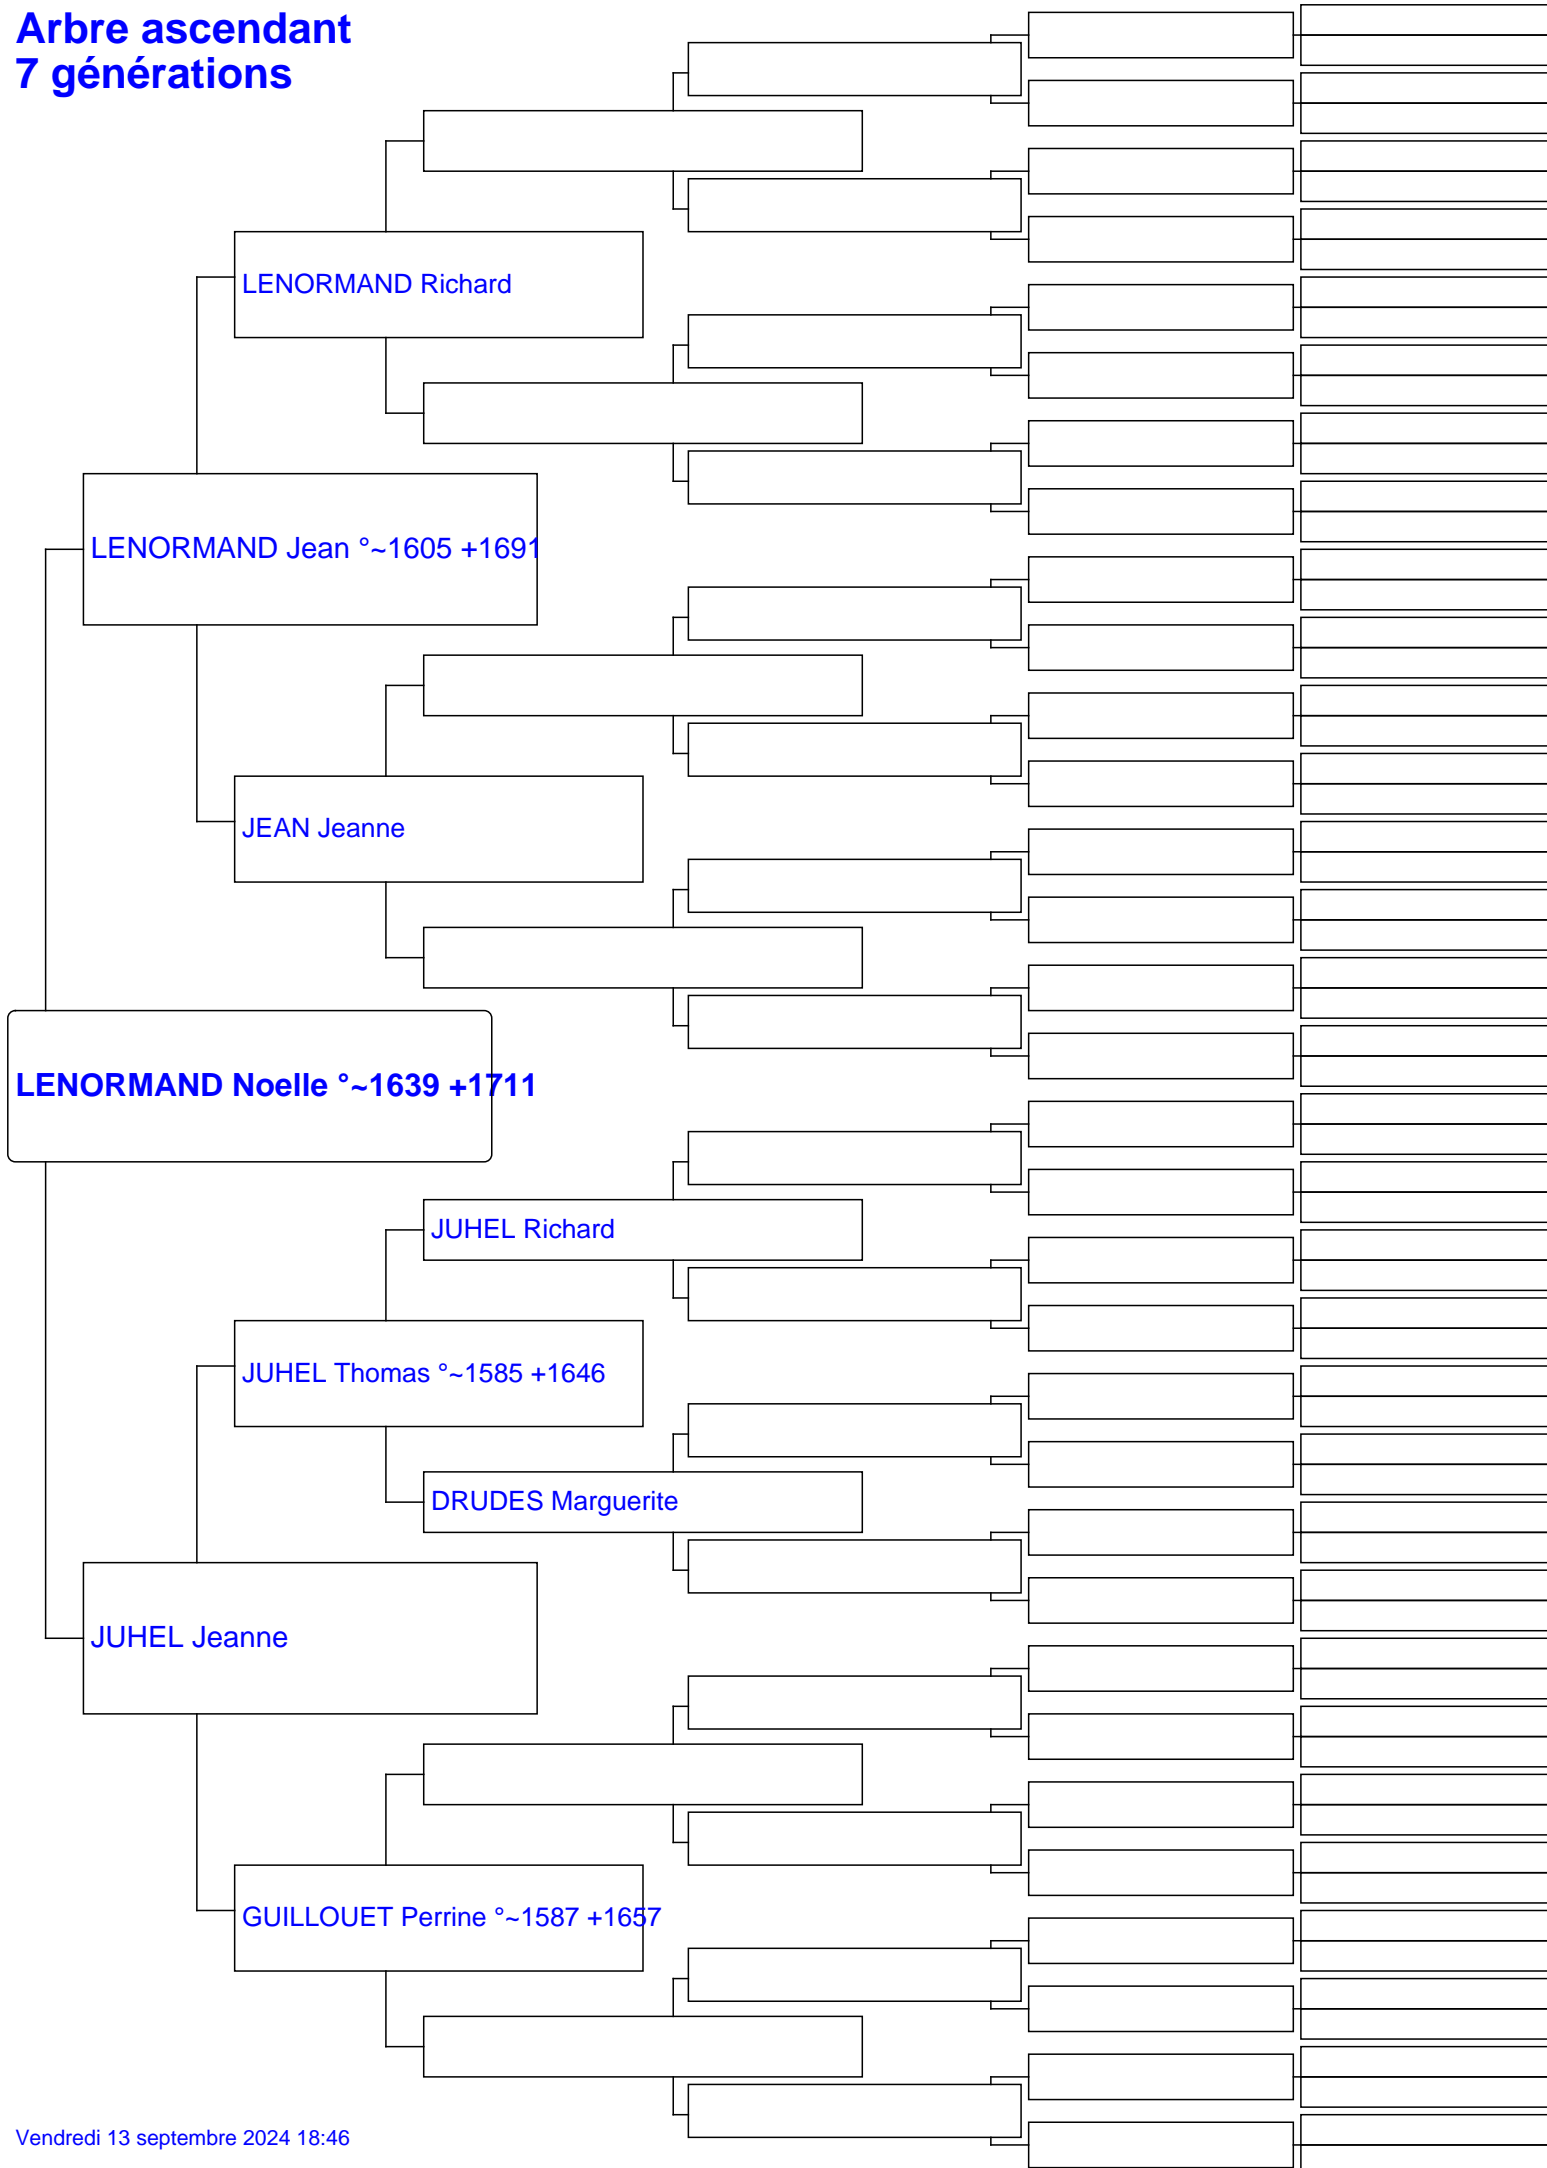 Arbre ascendant
7 générations
LENORMAND Richard
LENORMAND Jean °~1605 +1691
JEAN Jeanne
LENORMAND Noelle °~1639 +1711
JUHEL Richard
JUHEL Thomas °~1585 +1646
DRUDES Marguerite
JUHEL Jeanne
GUILLOUET Perrine °~1587 +1657
Vendredi 13 septembre 2024 18:46